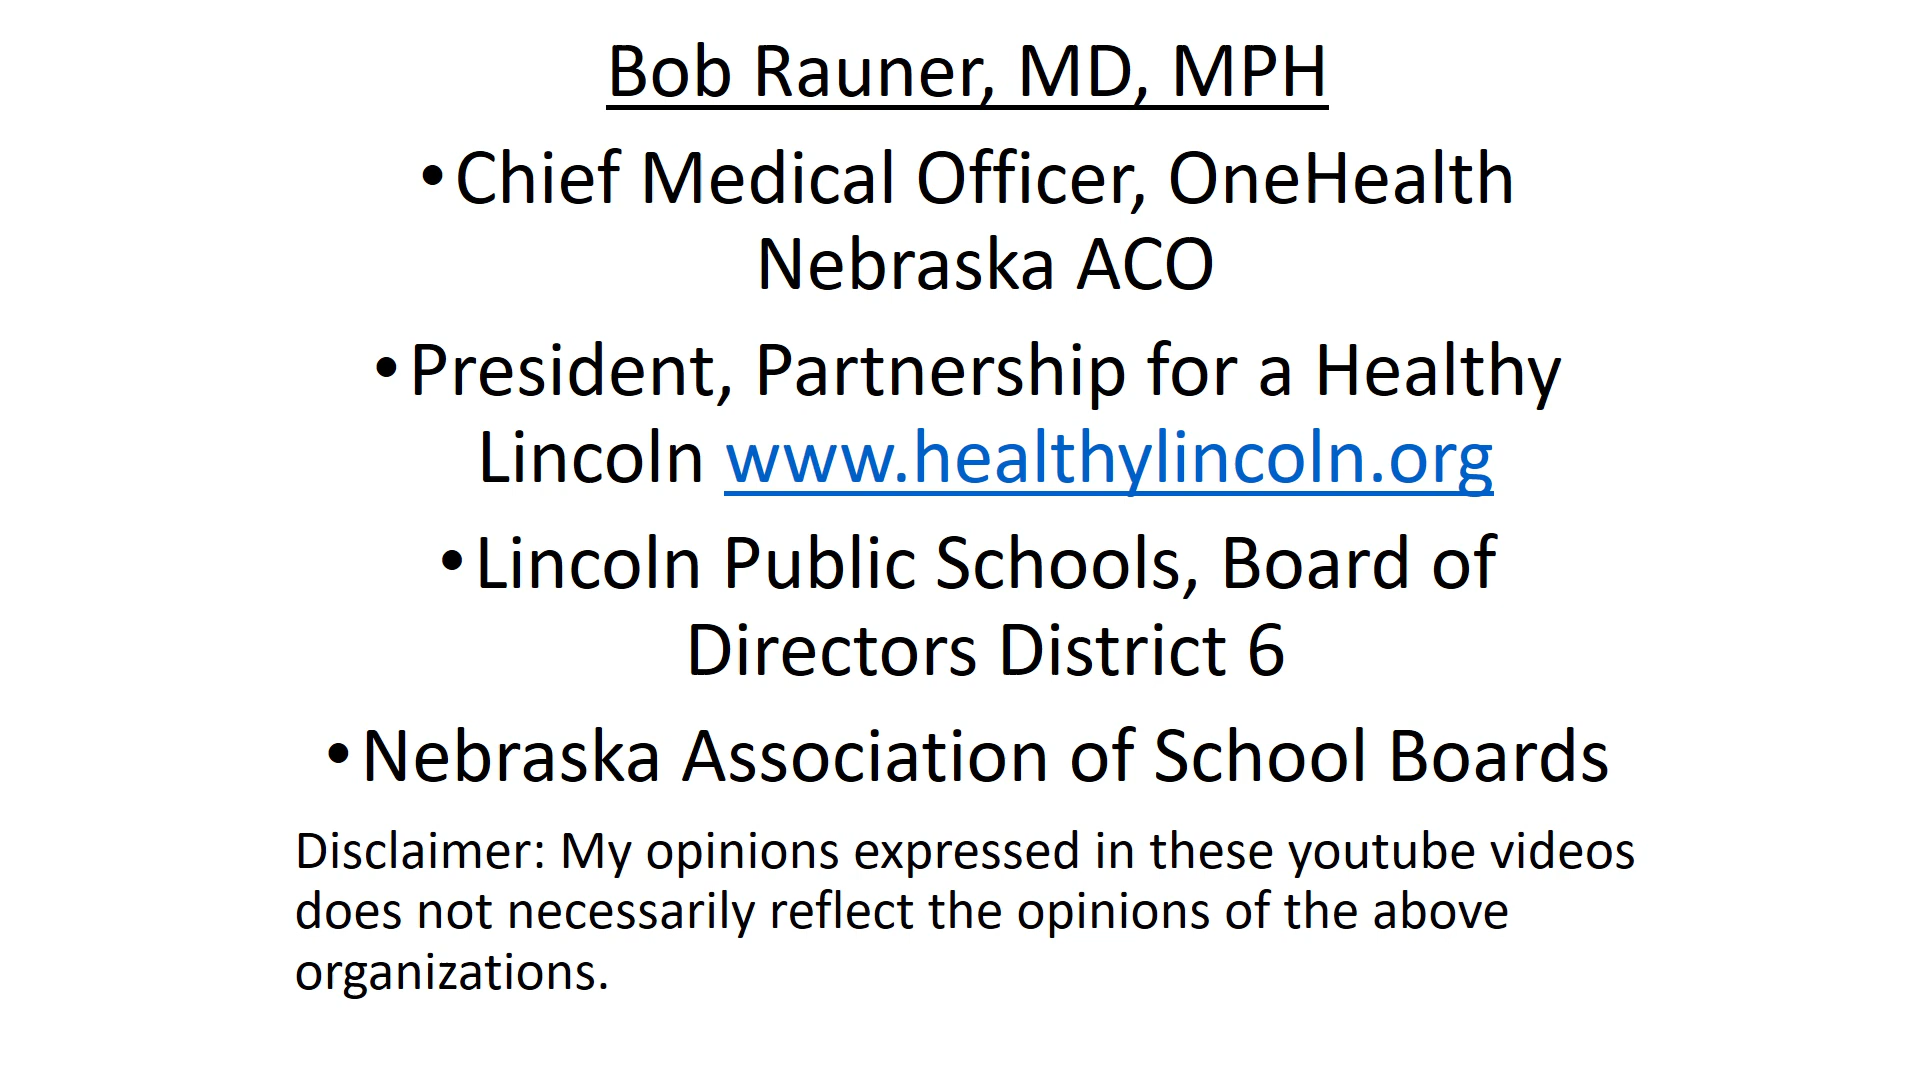 Bob Rauner, MD, MPH
•Chief Medical Officer, OneHealth
Nebraska ACO
•President, Partnership for a Healthy
Lincoln www.healthylincoln.org
•Lincoln Public Schools, Board of
Directors District 6
•Nebraska Association of School Boards
Disclaimer: My opinions expressed in these youtube videos
does not necessarily reflect the opinions of the above
organizations.